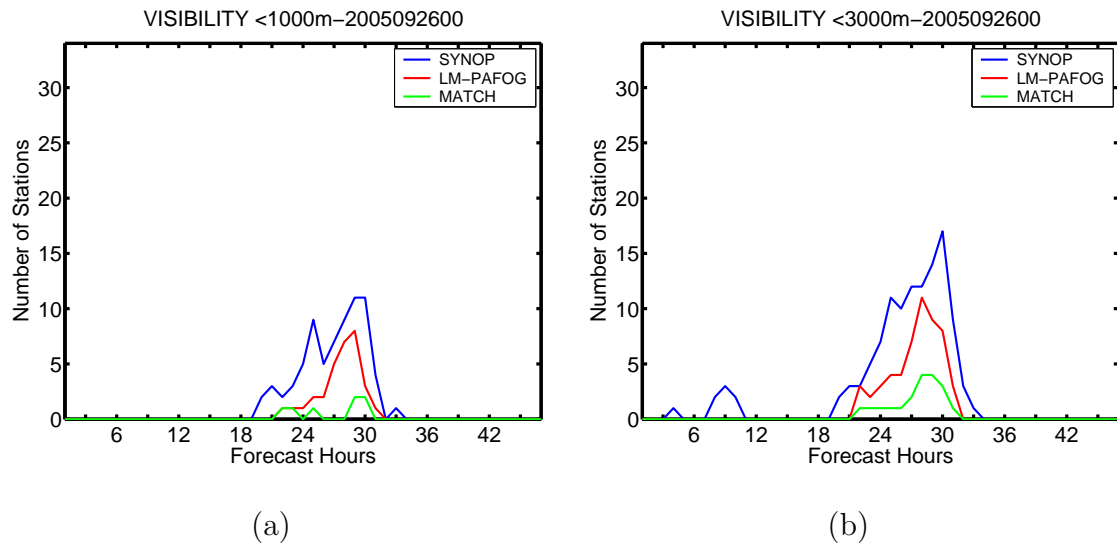 VISIBILITY <1000m−2005092600
SYNOP
LM−PAFOG
MATCH
Number of Stations
30
25
20
15
10
5
0
6 12 18 24 30 36 42
Forecast Hours
(a)
VISIBILITY <3000m−2005092600
SYNOP
LM−PAFOG
MATCH
Number of Stations
30
25
20
15
10
5
0
6 12 18 24 30 36 42
Forecast Hours
(b)